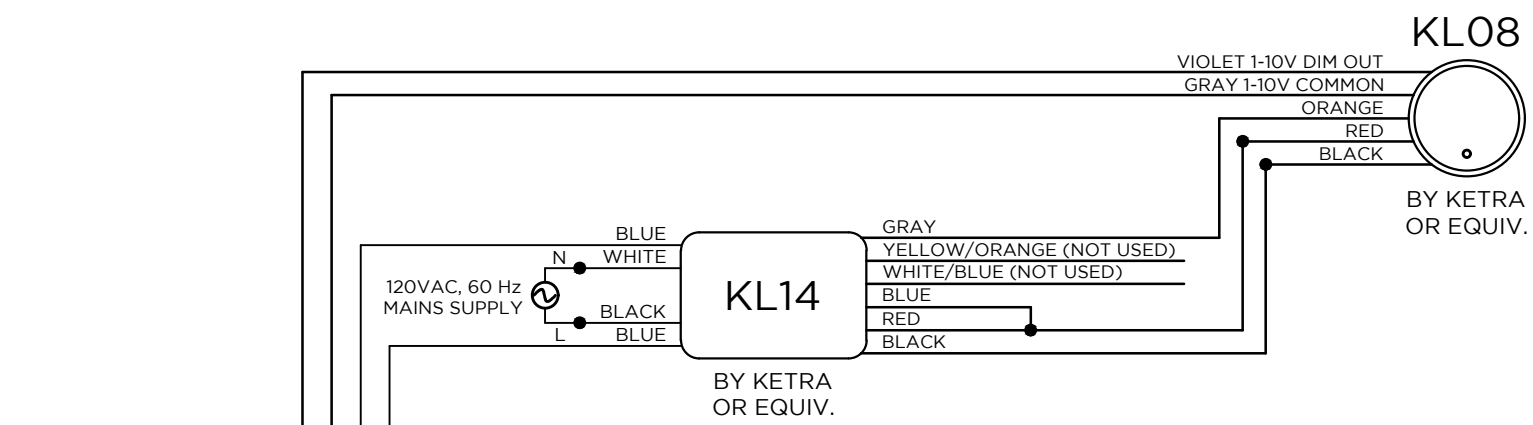 KL08
VIOLET 1-10V DIM OUT
GRAY 1-10V COMMON
ORANGE
RED
BLACK
BY KETRA
OR EQUIV.
BLUE
N
WHITE
120VAC, 60 Hz
MAINS SUPPLY
BLACK
L
BLUE
KL14
GRAY
YELLOW/ORANGE (NOT USED)
WHITE/BLUE (NOT USED)
BLUE
RED
BLACK
BY KETRA
OR EQUIV.